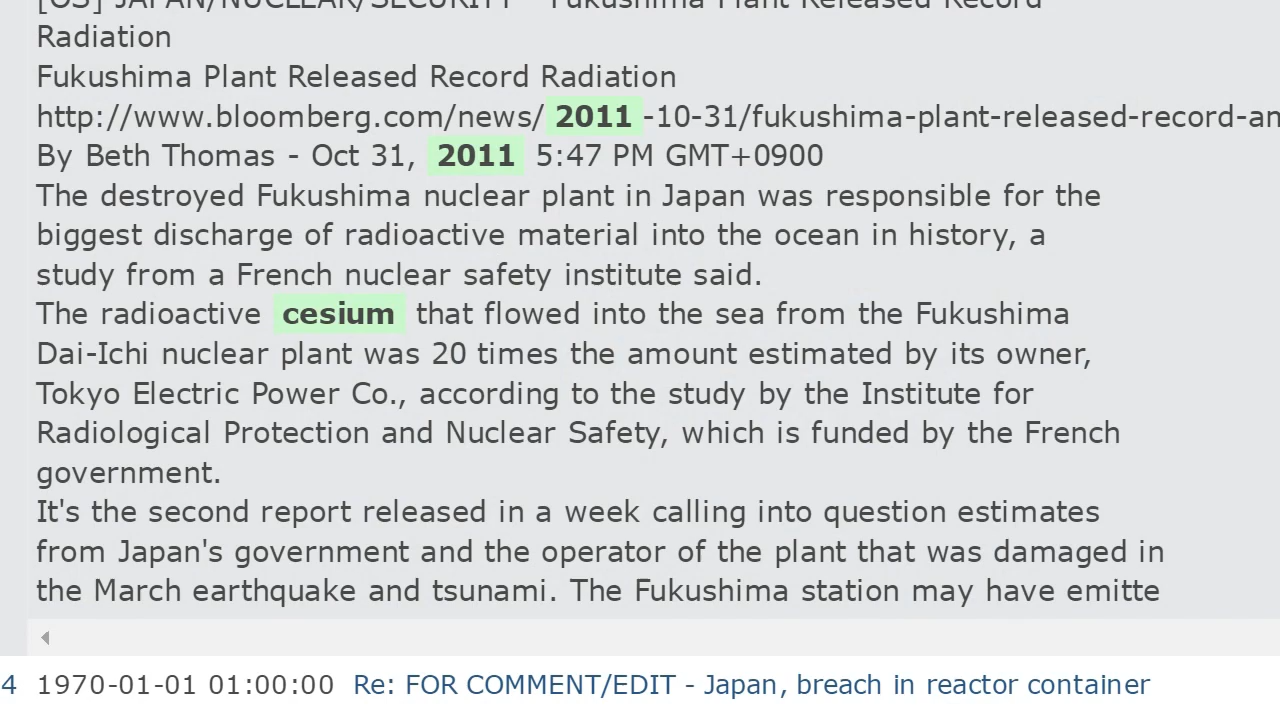 [OS] JAPAN/NUCLEAR/SECURITY - Fukushima Plant Released Record
Radiation
Fukushima Plant Released Record Radiation
http://www.bloomberg.com/news/ 2011 -10-31/fukushima-plant-released-record-an
By Beth Thomas - Oct 31, 2011 5:47 PM GMT+0900
The destroyed Fukushima nuclear plant in Japan was responsible for the
biggest discharge of radioactive material into the ocean in history, a
study from a French nuclear safety institute said.
The radioactive cesium that flowed into the sea from the Fukushima
Dai-Ichi nuclear plant was 20 times the amount estimated by its owner,
Tokyo Electric Power Co., according to the study by the Institute for
Radiological Protection and Nuclear Safety, which is funded by the French
government.
It's the second report released in a week calling into question estimates
from Japan's government and the operator of the plant that was damaged in
the March earthquake and tsunami. The Fukushima station may have emitte
4 1970-01-01 01:00:00 Re: FOR COMMENT/EDIT - Japan, breach in reactor container